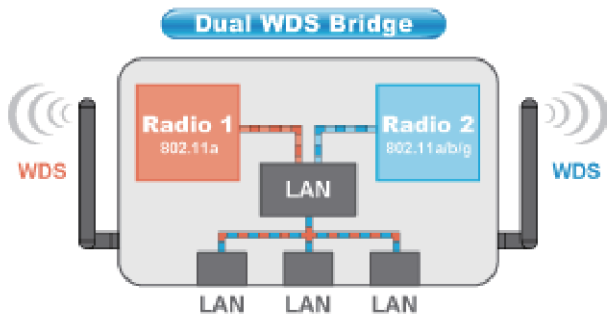 Dual WDS Bridge
Radio 1
802.11a
Radio 2
802.11a/b/g
WDS
WDS
LAN
LAN
LAN
LAN